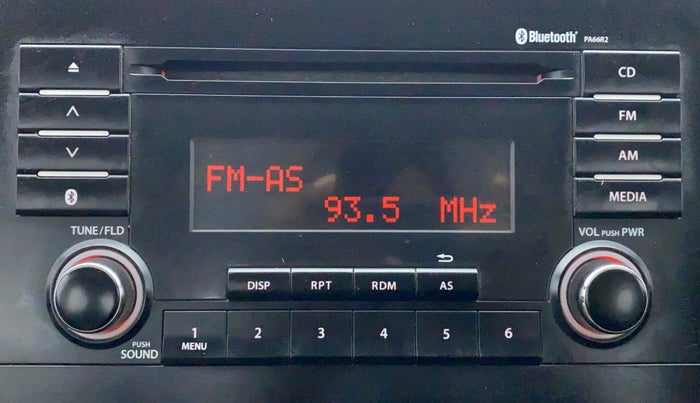 Bluetooth® PA66R2
CD
FM
AM
MEDIA
FM-AS
93.5 MHz
TUNE/FLD
VOL PUSH PWR
DISP RPT RDM AS
PUSH
SOUND
1 2 3 4 5 6
MENU